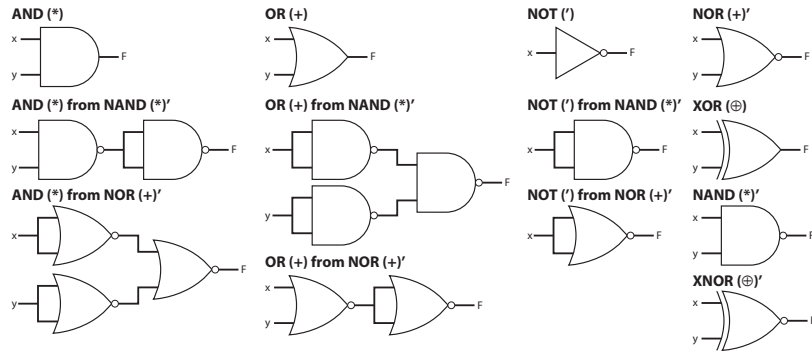 AND (*)
x
y
F
OR (+)
x
y
F
NOT (')
x
F
NOR (+)'
x
y
F
AND (*) from NAND (*)'
x
y
F
OR (+) from NAND (*)'
x
y
F
NOT (') from NAND (*)'
x
F
XOR (⊕)
x
y
F
AND (*) from NOR (+)'
x
y
F
OR (+) from NOR (+)'
x
y
F
NOT (') from NOR (+)'
x
F
NAND (*)'
x
y
F
XNOR (⊕)'
x
y
F